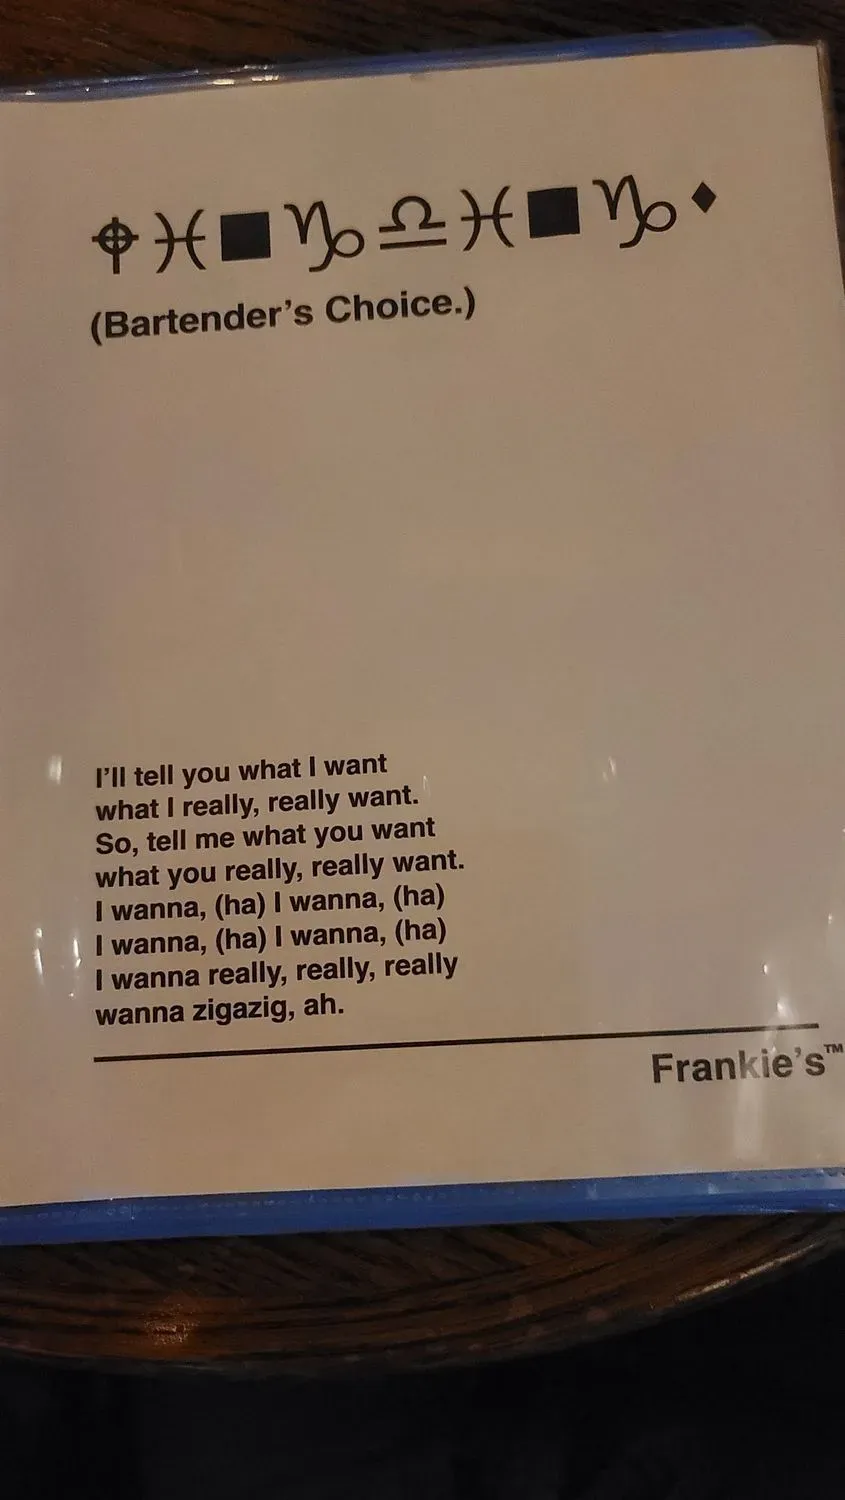 🕈♓■♑♎♓■♑⬧
(Bartender’s Choice.)
I’ll tell you what I want
what I really, really want.
So, tell me what you want
what you really, really want.
I wanna, (ha) I wanna, (ha)
I wanna, (ha) I wanna, (ha)
I wanna really, really, really
wanna zigazig, ah.
Frankie’s™